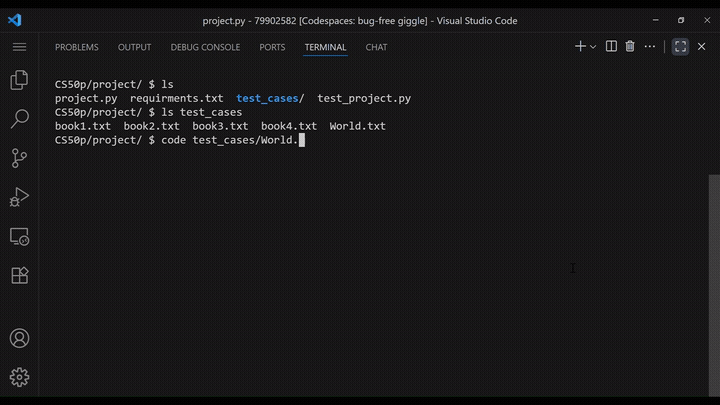 project.py - 79902582 [Codespaces: bug-free giggle] - Visual Studio Code
PROBLEMS OUTPUT DEBUG CONSOLE PORTS TERMINAL CHAT
CS50p/project/ $ ls
project.py requirments.txt test_cases/ test_project.py
CS50p/project/ $ ls test_cases
book1.txt book2.txt book3.txt book4.txt World.txt
CS50p/project/ $ code test_cases/World.